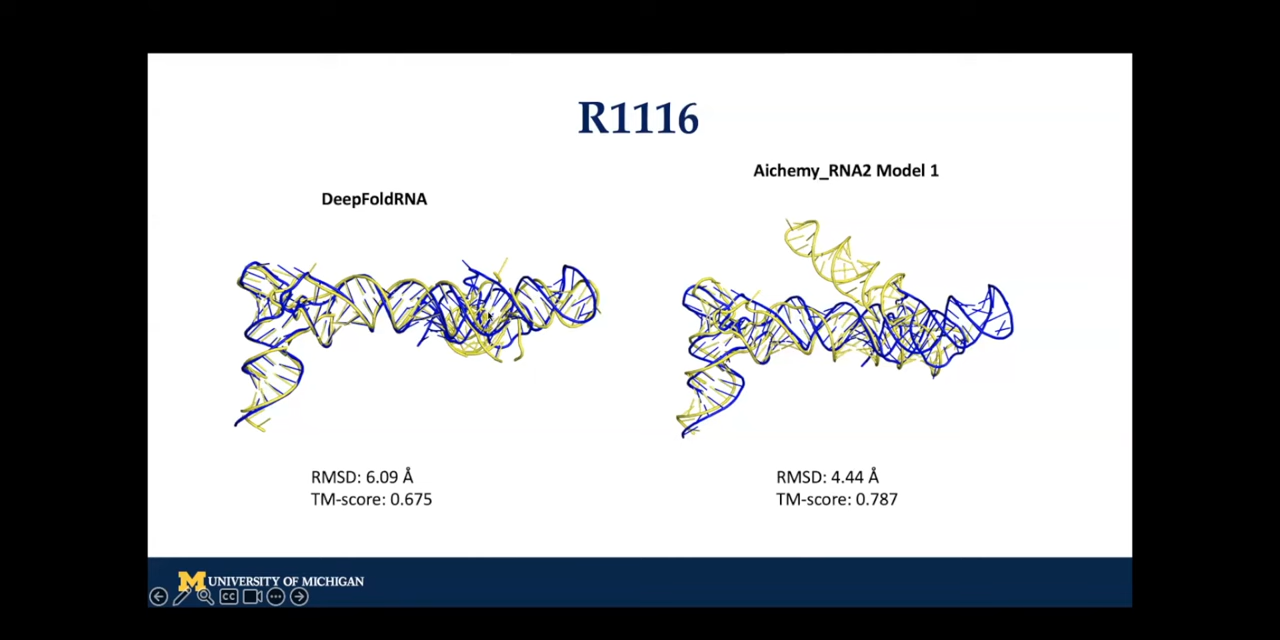 R1116
DeepFoldRNA
Aichemy_RNA2 Model 1
RMSD: 6.09 Å
TM-score: 0.675
RMSD: 4.44 Å
TM-score: 0.787
M UNIVERSITY OF MICHIGAN
CC